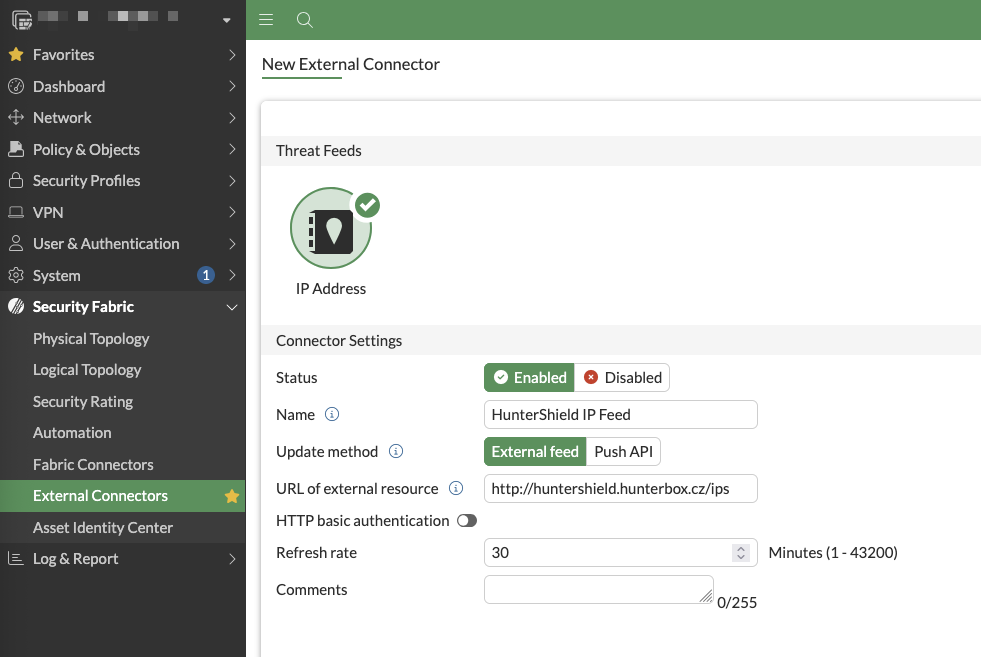 Favorites
Dashboard
Network
Policy & Objects
Security Profiles
VPN
User & Authentication
System 1
Security Fabric
Physical Topology
Logical Topology
Security Rating
Automation
Fabric Connectors
External Connectors
Asset Identity Center
Log & Report
New External Connector
Threat Feeds
IP Address
Connector Settings
Status Enabled Disabled
Name HunterShield IP Feed
Update method External feed Push API
URL of external resource http://huntershield.hunterbox.cz/ips
HTTP basic authentication
Refresh rate 30 Minutes (1 - 43200)
Comments 0/255